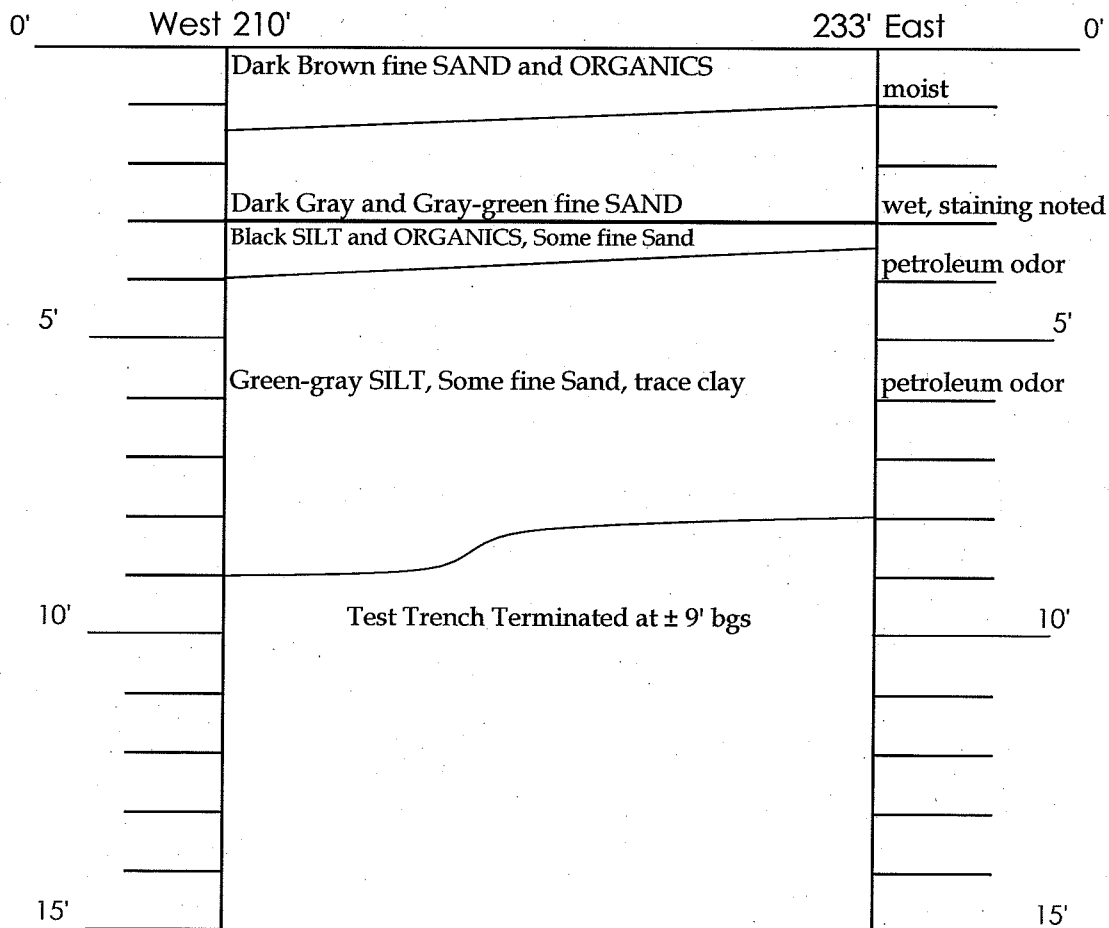 0' West 210' 233' East 0'
Dark Brown fine SAND and ORGANICS
moist
Dark Gray and Gray-green fine SAND wet, staining noted
Black SILT and ORGANICS, Some fine Sand
petroleum odor
5' 5'
Green-gray SILT, Some fine Sand, trace clay petroleum odor
10' Test Trench Terminated at ± 9' bgs 10'
15' 15'